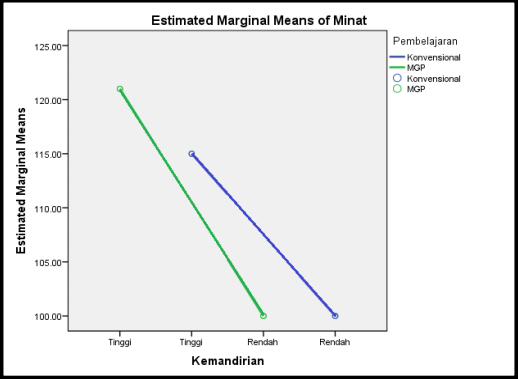 Estimated Marginal Means of Minat
Pembelajaran
Konvensional
MGP
Konvensional
MGP
Estimated Marginal Means
125.00
120.00
115.00
110.00
105.00
100.00
Tinggi Tinggi Rendah Rendah
Kemandirian